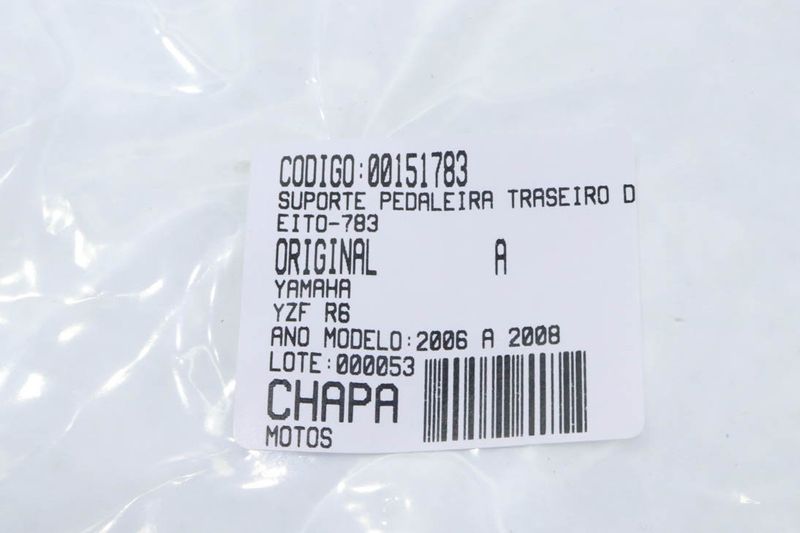 CODIGO:00151783
SUPORTE PEDALEIRA TRASEIRO D
EITO-783
ORIGINAL A
YAMAHA
YZF R6
ANO MODELO:2006 A 2008
LOTE:000053
CHAPA
MOTOS